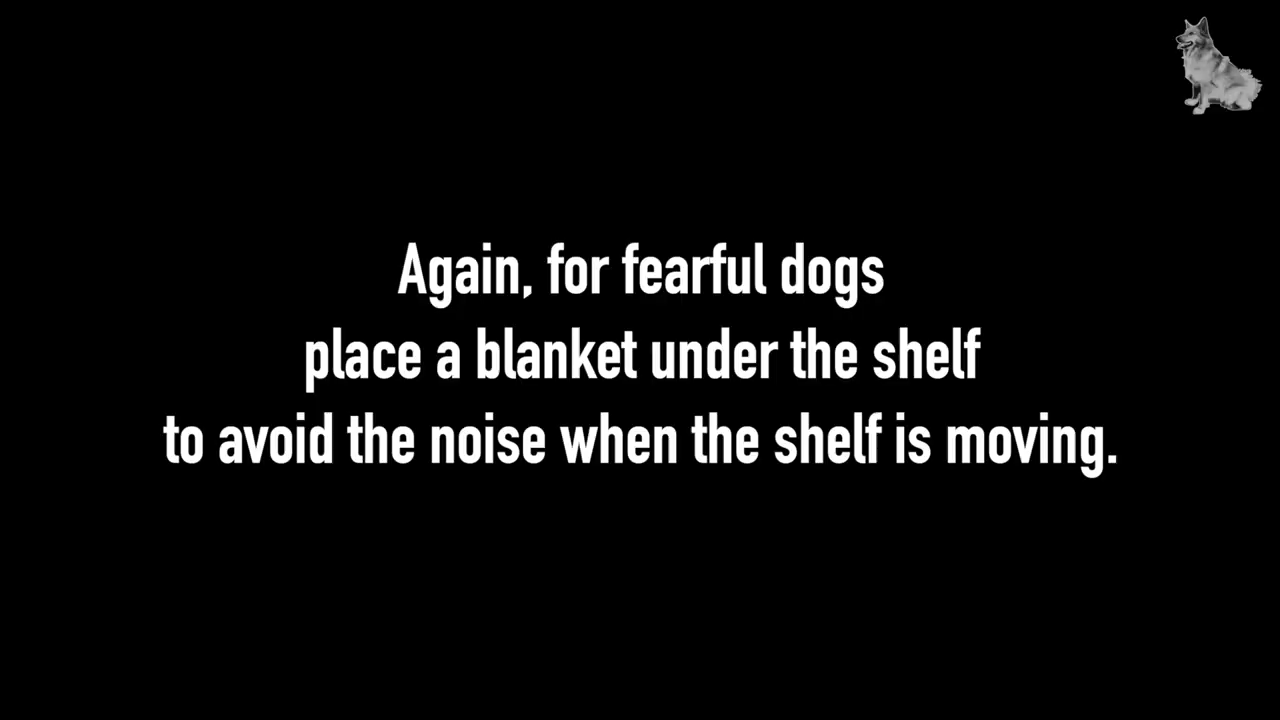 Again, for fearful dogs
place a blanket under the shelf
to avoid the noise when the shelf is moving.